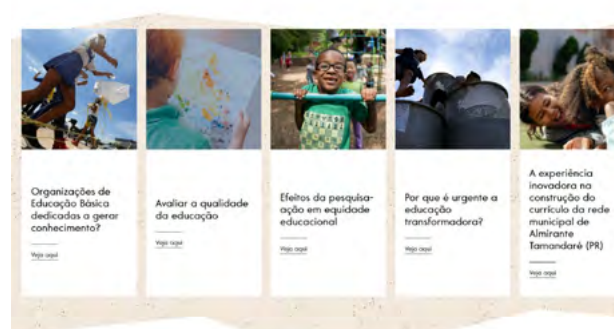 Organizações de
Educação Básica
dedicadas a gerar
conhecimento?
Veja aqui
Avaliar a qualidade
da educação
Veja aqui
Efeitos da pesquisa-
ação em equidade
educacional
Veja aqui
Por que é urgente a
educação
transformadora?
Veja aqui
A experiência
inovadora na
construção do
currículo da rede
municipal de
Almirante
Tamandaré (PR)
Veja aqui